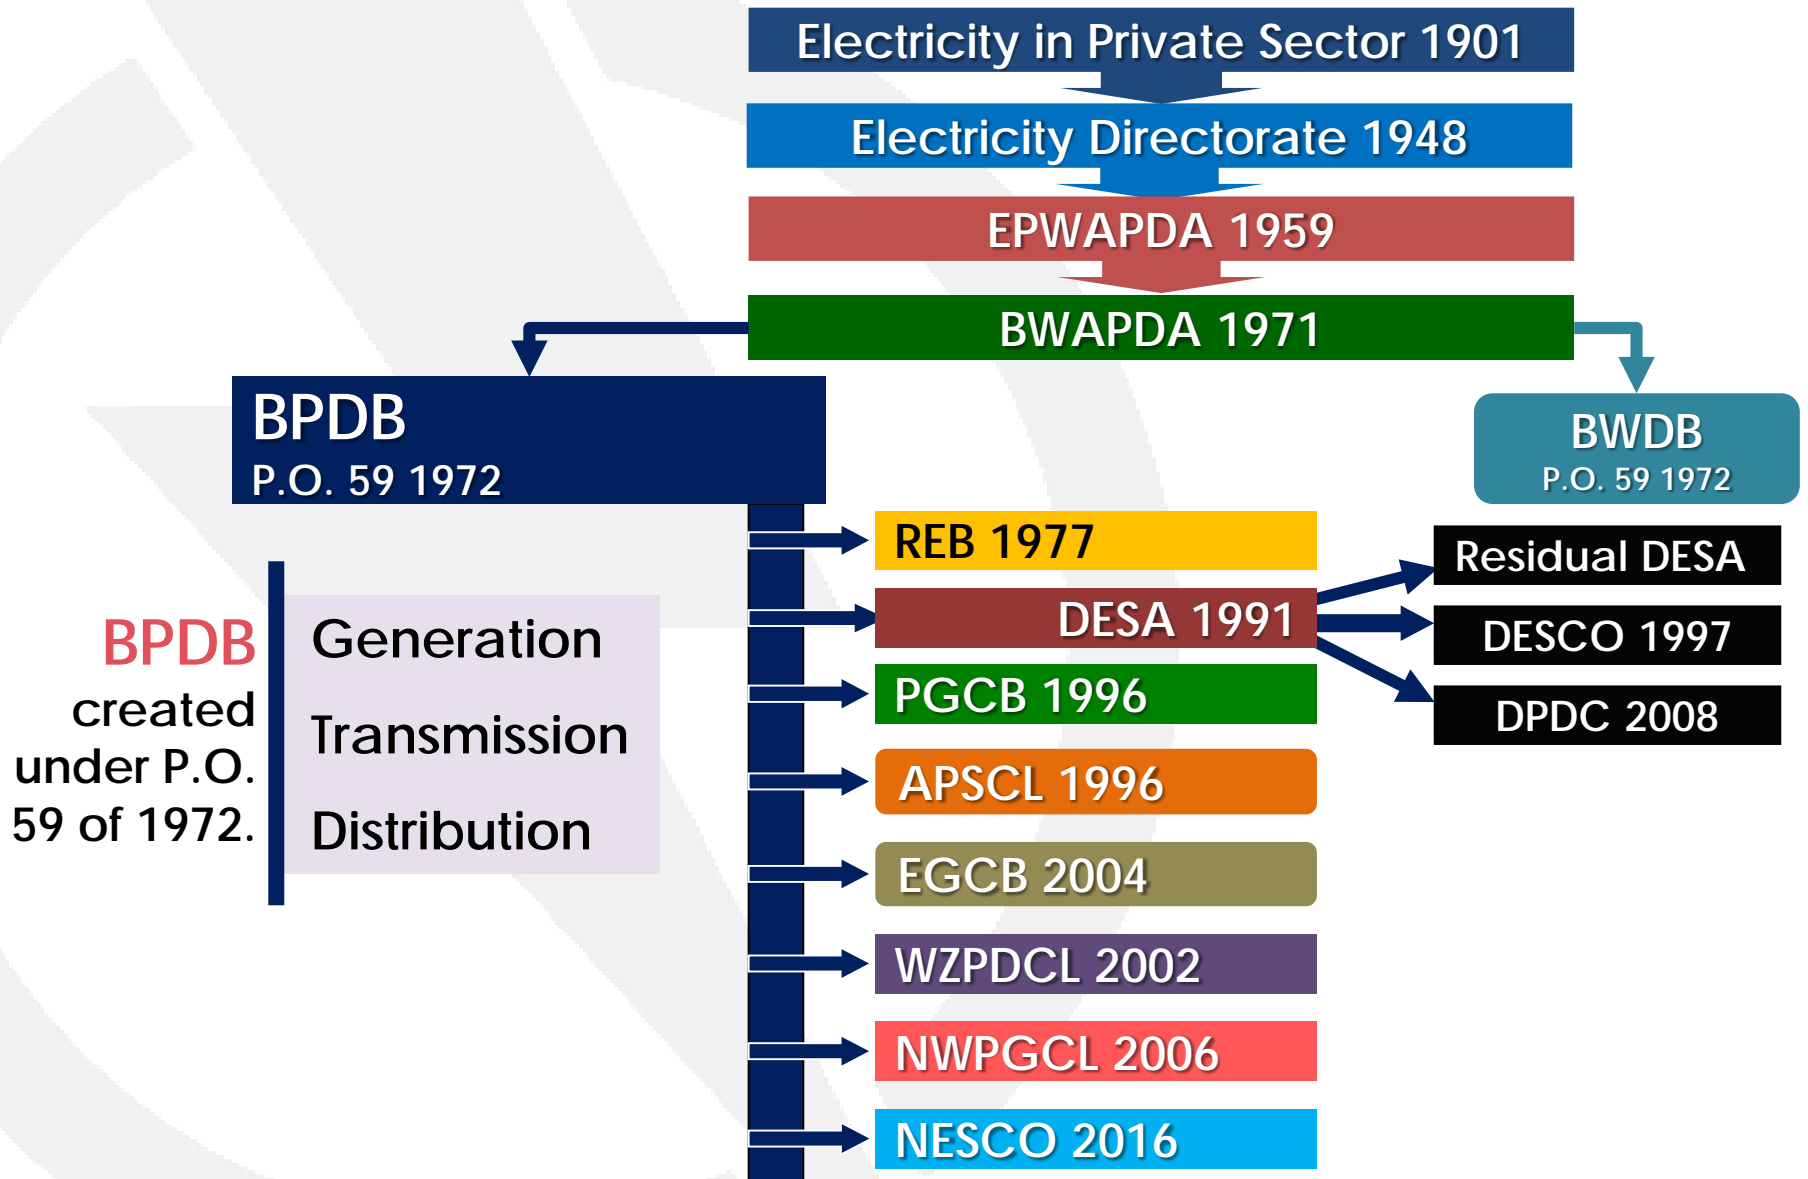 Electricity in Private Sector 1901
Electricity Directorate 1948
EPWAPDA 1959
BWAPDA 1971
BPDB
P.O. 59 1972
BWDB
P.O. 59 1972
BPDB
created
under P.O.
59 of 1972.
Generation
Transmission
Distribution
REB 1977
DESA 1991
PGCB 1996
APSCL 1996
EGCB 2004
WZPDCL 2002
NWPGCL 2006
NESCO 2016
Residual DESA
DESCO 1997
DPDC 2008